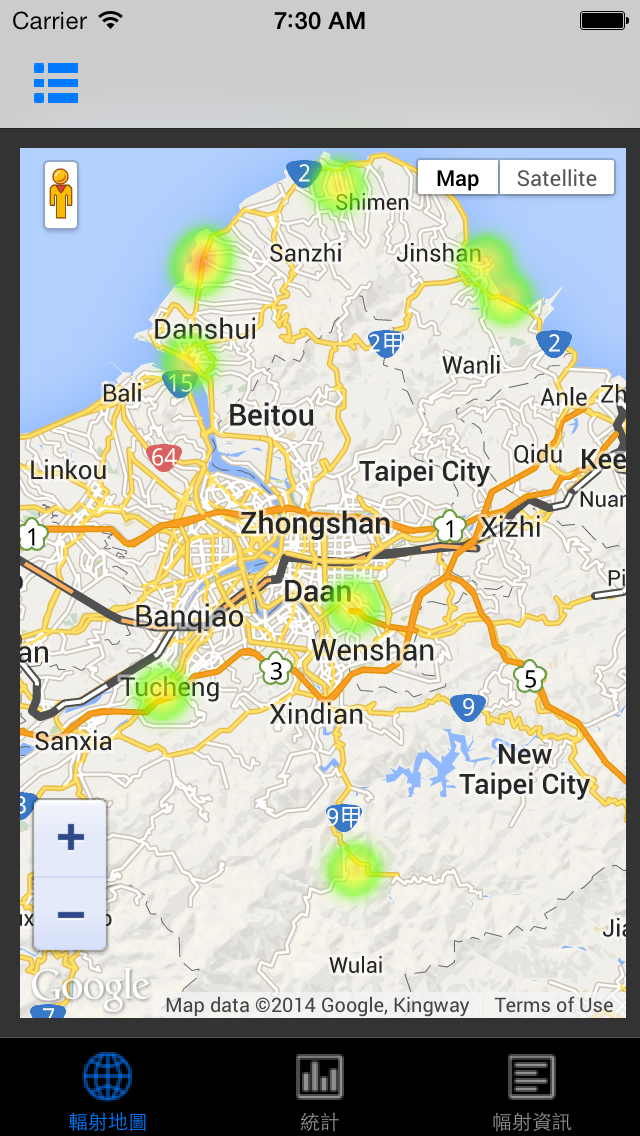 Carrier 7:30 AM
Map Satellite
2
Shimen
Sanzhi Jinshan
Danshui
2甲 2
Wanli
15
Bali Anle Zh
Beitou
64 Qidu Kee
Linkou Taipei City
Nuar
1 Zhongshan 1 Xizhi
Daan Pi
Banqiao
an Wenshan
3 5
Tucheng
9
Xindian
Sanxia
New
Taipei City
3
9甲
+
−
Jia
Wulai
Google
Map data ©2014 Google, Kingway Terms of Use
7
輻射地圖 統計 幅射資訊